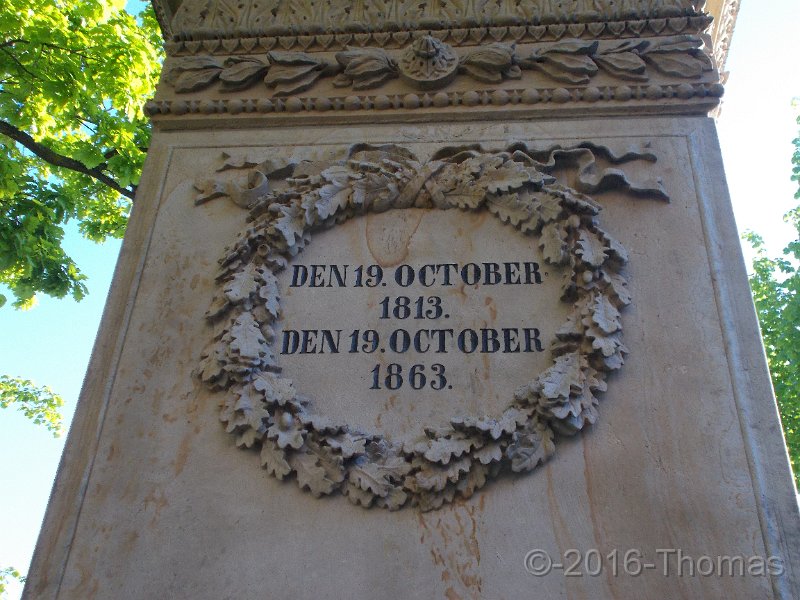 DEN 19. OCTOBER
1813.
DEN 19. OCTOBER
1863.
©-2016-Thomas